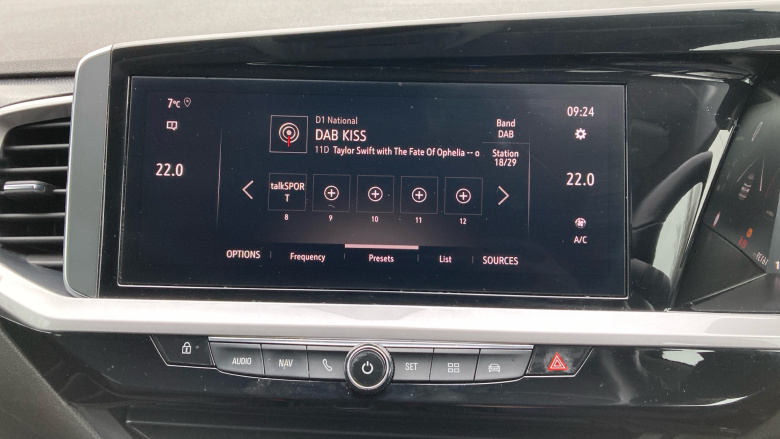 7°C
22.0
D1 National
DAB KISS
11D Taylor Swift with The Fate Of Ophelia -- o
Band
DAB
Station
18/29
09:24
22.0
A/C
talkSPOR
T
8
9
10
11
12
OPTIONS
Frequency
Presets
List
SOURCES
AUDIO
NAV
SET